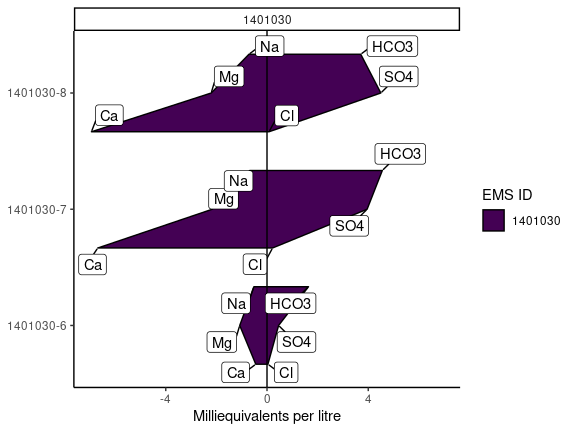 1401030
Na
HCO3
Mg
SO4
1401030-8
Ca
Cl
HCO3
Na
Mg
1401030-7
SO4
Ca
Cl
Na
HCO3
1401030-6
Mg
SO4
Ca
Cl
-4
0
4
Milliequivalents per litre
EMS ID
1401030